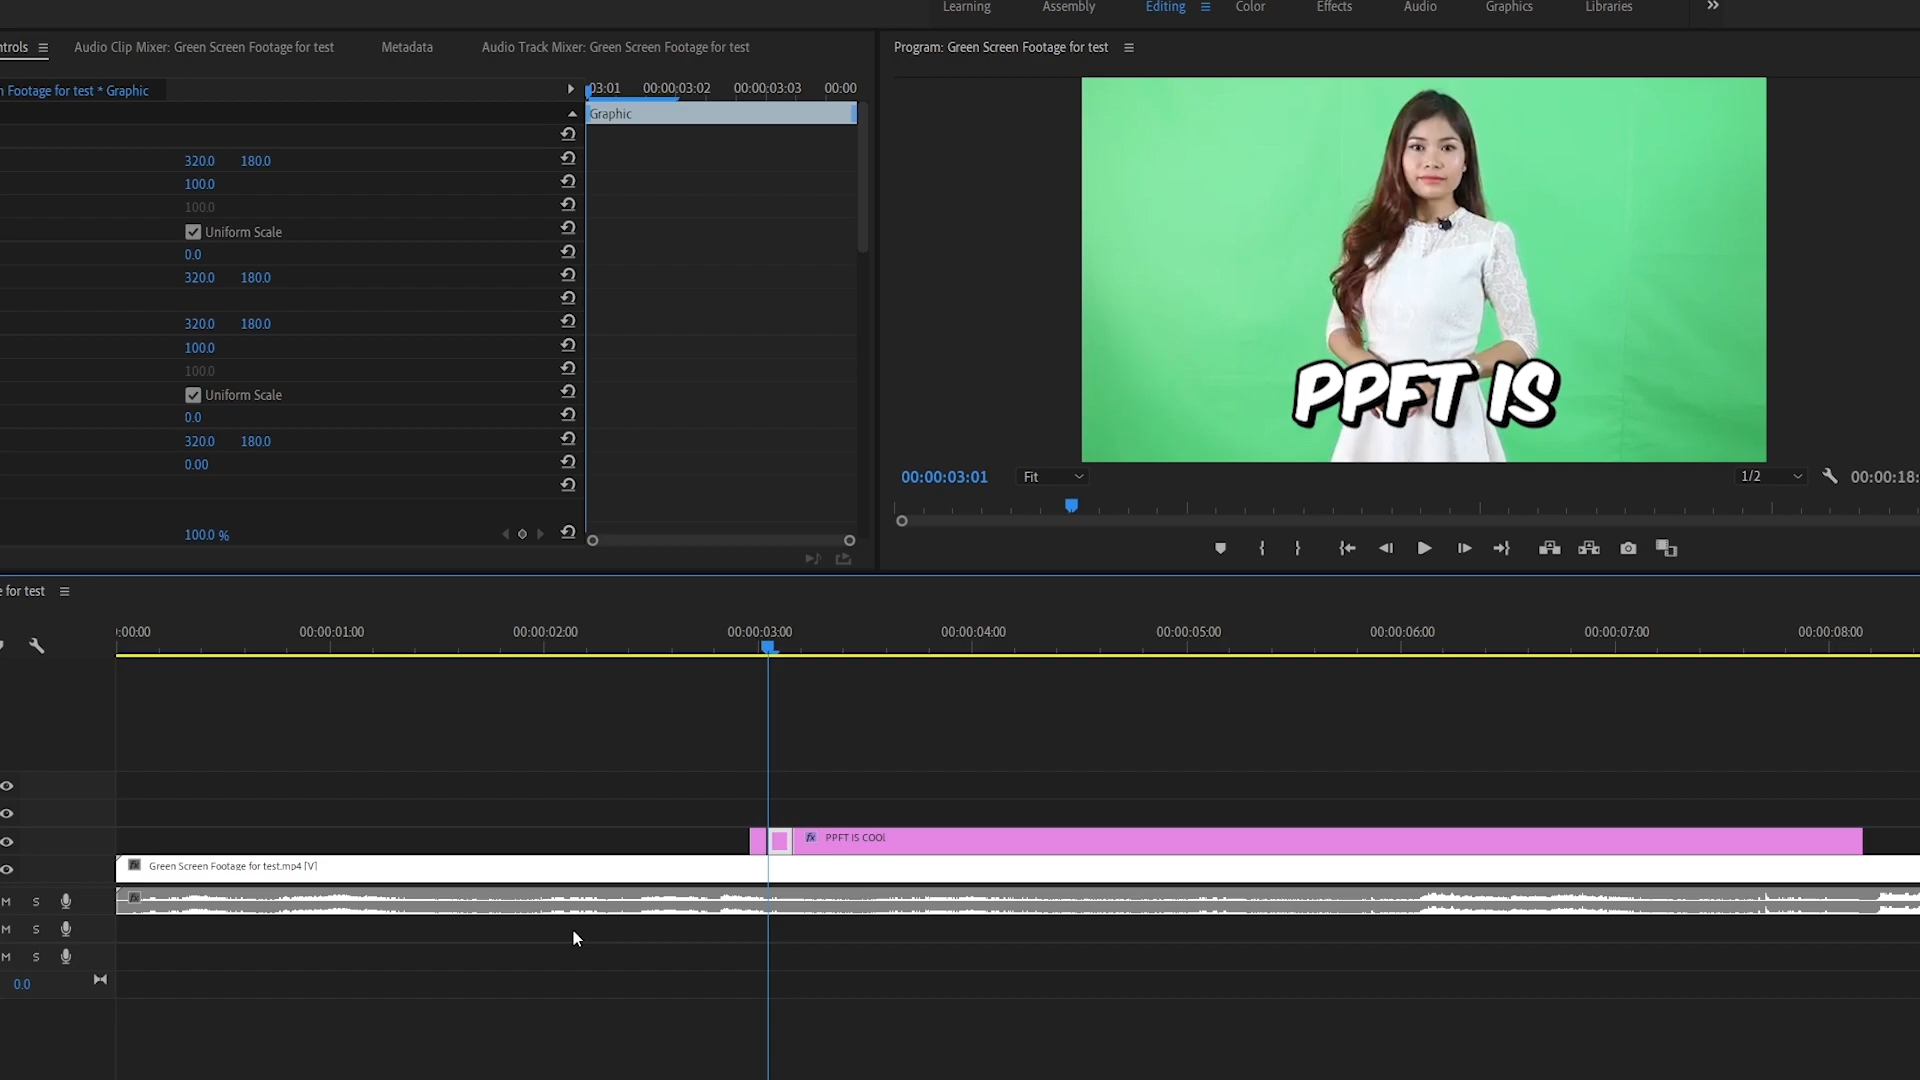 Learning Assembly Editing Color Effects Audio Graphics Libraries
ntrols Audio Clip Mixer: Green Screen Footage for test Metadata Audio Track Mixer: Green Screen Footage for test
Program: Green Screen Footage for test
n Footage for test * Graphic
03:01 00:00:03:02 00:00:03:03 00:00
Graphic
320.0 180.0
100.0
100.0
Uniform Scale
0.0
320.0 180.0
320.0 180.0
100.0
100.0
Uniform Scale
0.0
320.0 180.0
0.00
100.0 %
PPFT IS
00:00:03:01 Fit 1/2 00:00:18:
e for test
:00:00 00:00:01:00 00:00:02:00 00:00:03:00 00:00:04:00 00:00:05:00 00:00:06:00 00:00:07:00 00:00:08:00
fx PPFT IS COOl
fx Green Screen Footage for test.mp4 [V]
fx
M S
M S
M S
0.0